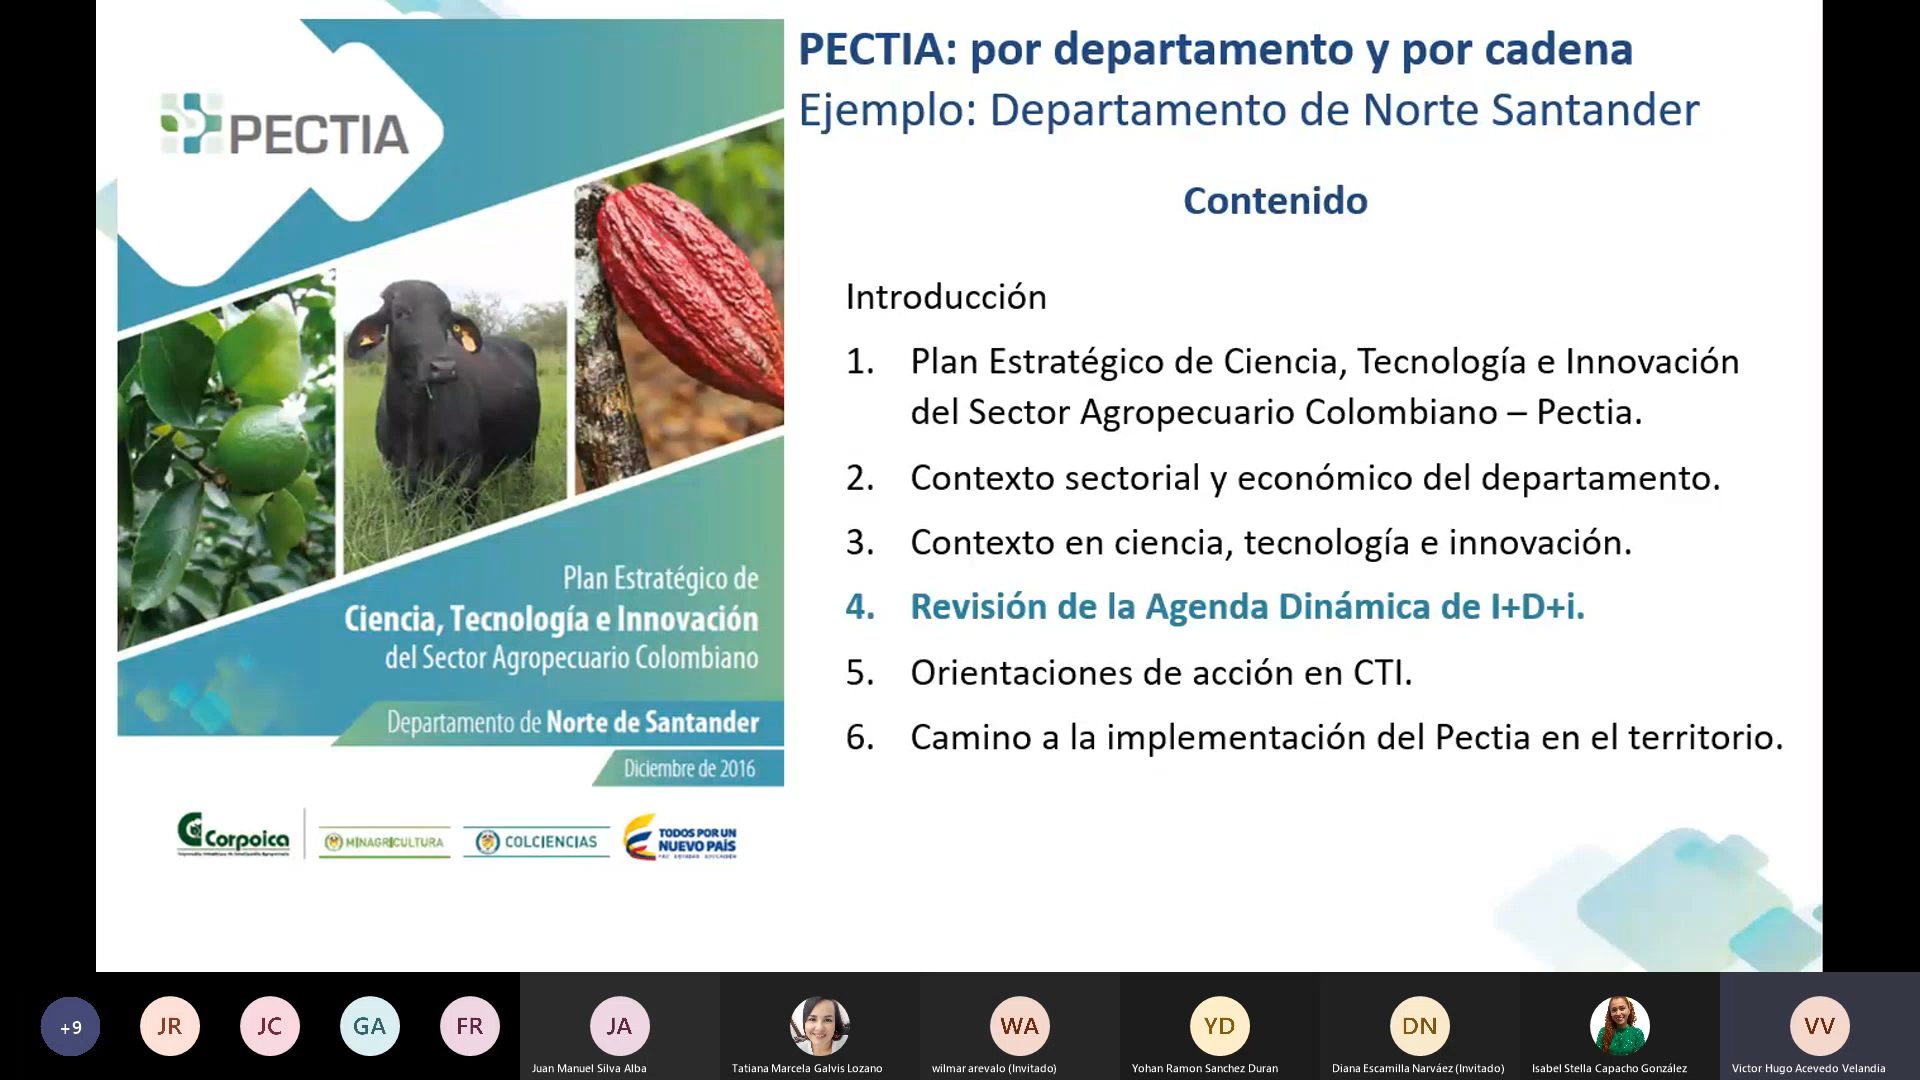 PECTIA
Plan Estratégico de
Ciencia, Tecnología e Innovación
del Sector Agropecuario Colombiano
Departamento de Norte de Santander
Diciembre de 2016
Corpoica
MINAGRICULTURA
COLCIENCIAS
TODOS POR UN
NUEVO PAÍS
PAZ EQUIDAD EDUCACIÓN
PECTIA: por departamento y por cadena
Ejemplo: Departamento de Norte Santander
Contenido
Introducción
1. Plan Estratégico de Ciencia, Tecnología e Innovación
del Sector Agropecuario Colombiano – Pectia.
2. Contexto sectorial y económico del departamento.
3. Contexto en ciencia, tecnología e innovación.
4. Revisión de la Agenda Dinámica de I+D+i.
5. Orientaciones de acción en CTI.
6. Camino a la implementación del Pectia en el territorio.
+9
JR
JC
GA
FR
JA
Juan Manuel Silva Alba
Tatiana Marcela Galvis Lozano
WA
wilmar arevalo (Invitado)
YD
Yohan Ramon Sanchez Duran
DN
Diana Escamilla Narváez (Invitado)
Isabel Stella Capacho González
VV
Victor Hugo Acevedo Velandia